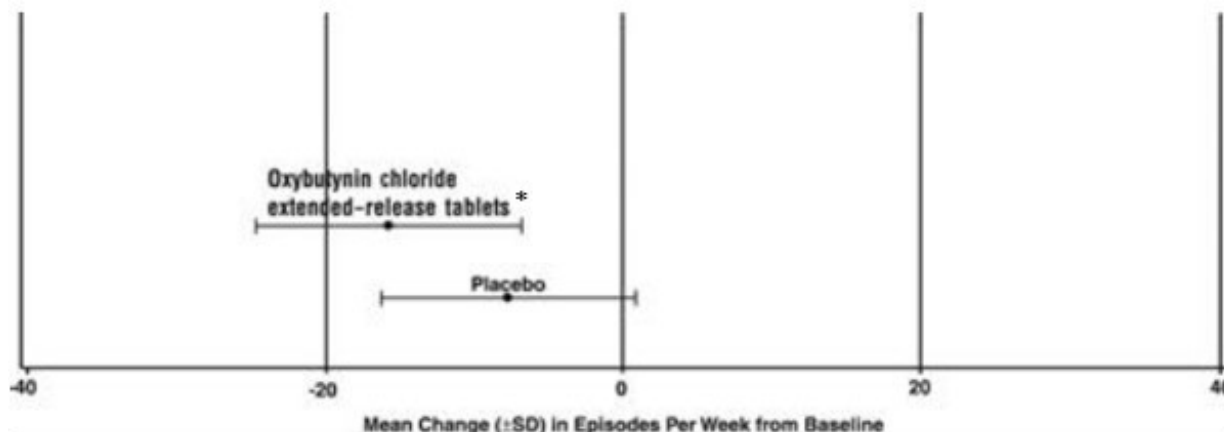 Oxybutynin chloride
extended-release tablets *
Placebo
-40 -20 0 20 40
Mean Change (±SD) in Episodes Per Week from Baseline